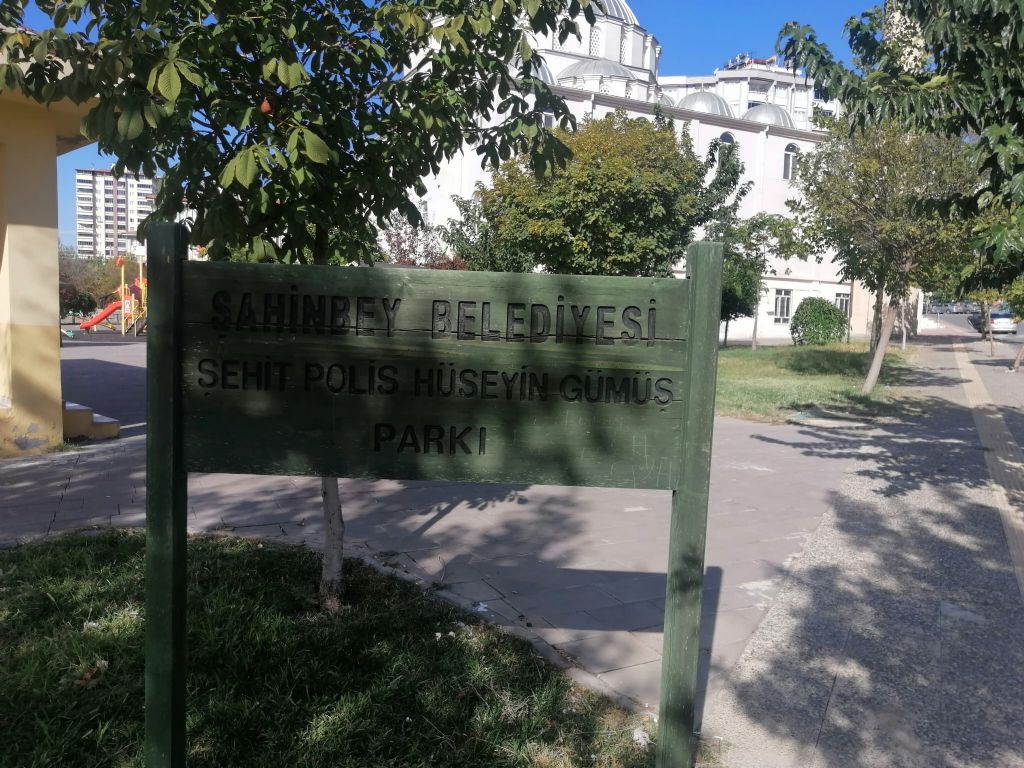 ŞAHİNBEY BELEDİYESİ
ŞEHİT POLİS HÜSEYİN GÜMÜŞ
PARKI